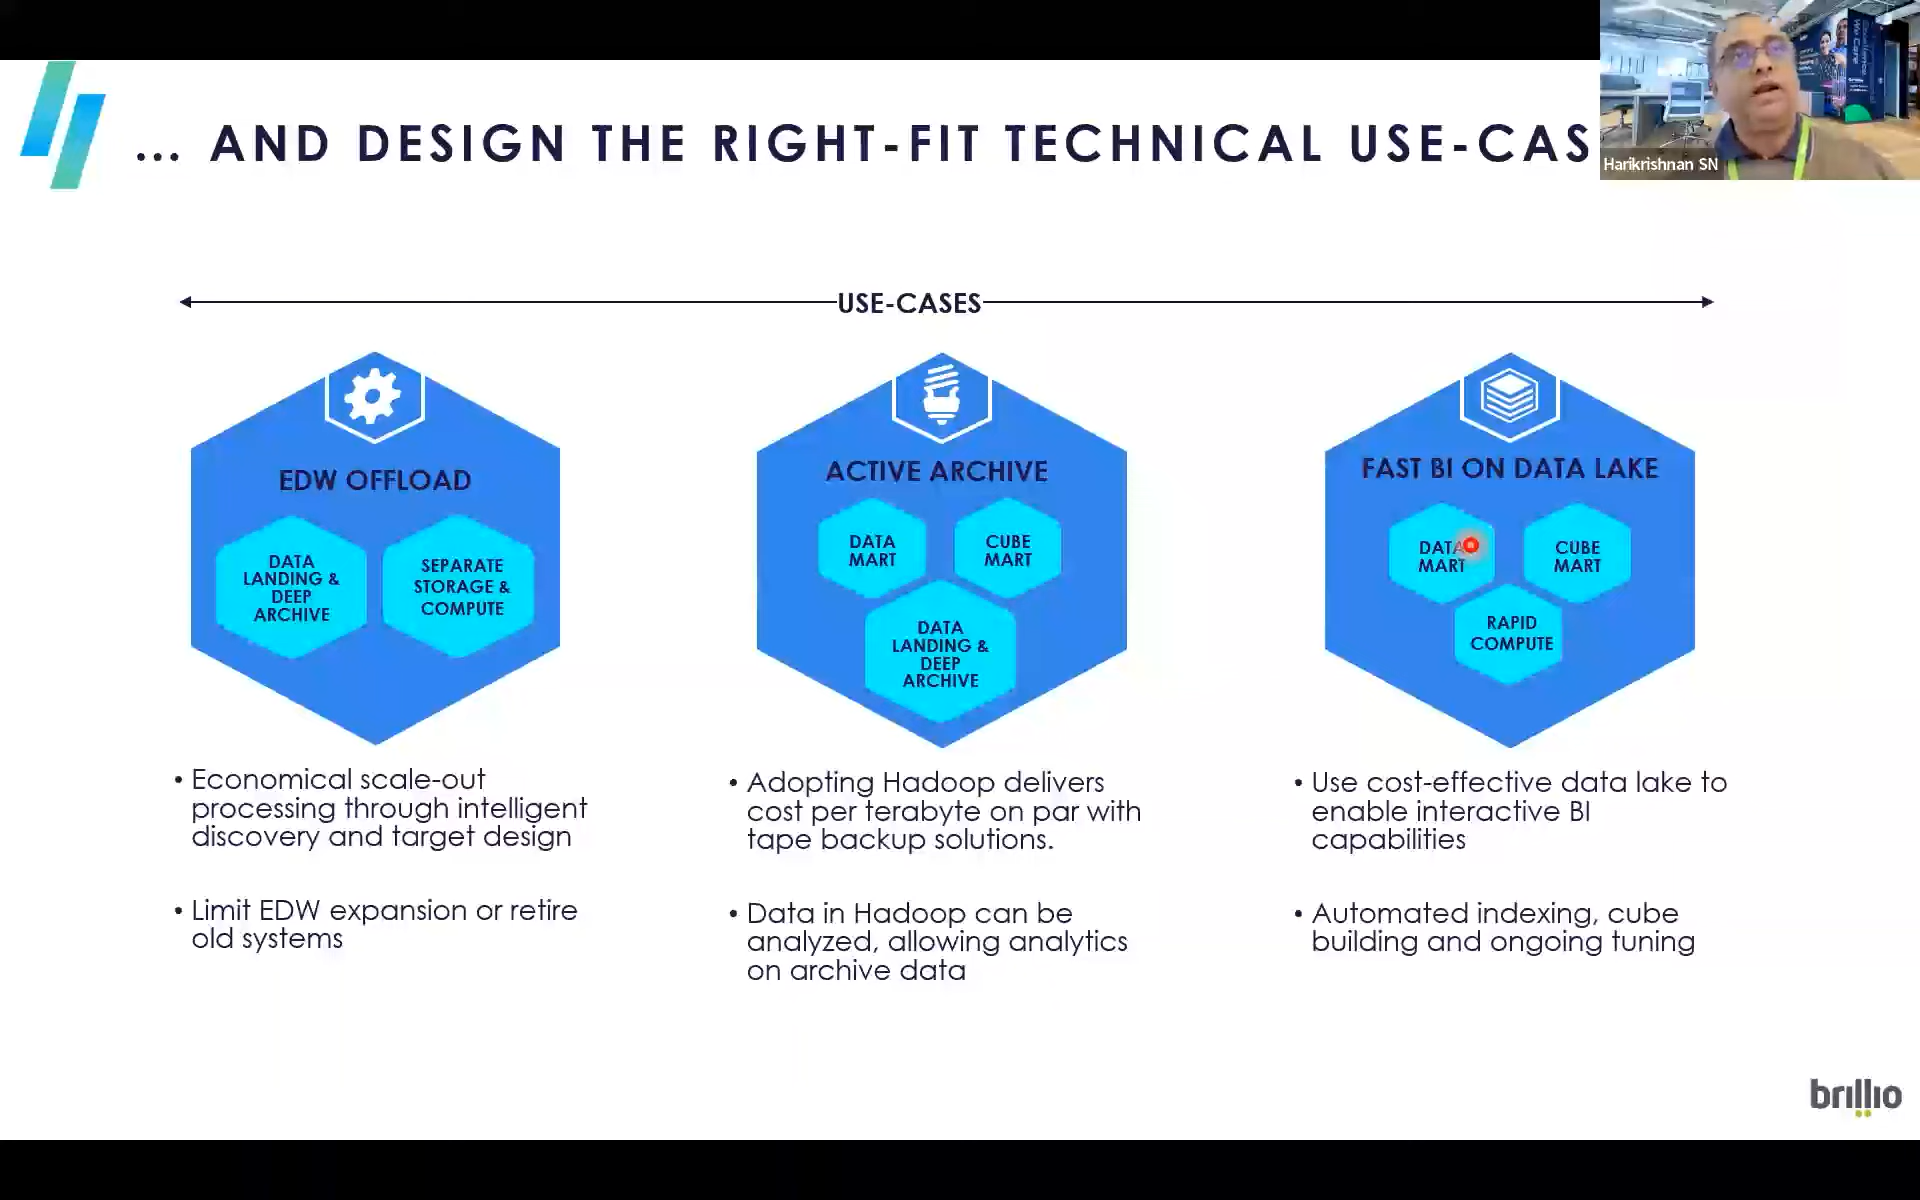 ... AND DESIGN THE RIGHT-FIT TECHNICAL USE-CAS
Harikrishnan SN
USE-CASES
EDW OFFLOAD
DATA
LANDING &
DEEP
ARCHIVE
SEPARATE
STORAGE &
COMPUTE
• Economical scale-out
processing through intelligent
discovery and target design
• Limit EDW expansion or retire
old systems
ACTIVE ARCHIVE
DATA
MART
CUBE
MART
DATA
LANDING &
DEEP
ARCHIVE
• Adopting Hadoop delivers
cost per terabyte on par with
tape backup solutions.
• Data in Hadoop can be
analyzed, allowing analytics
on archive data
FAST BI ON DATA LAKE
DATA
MART
CUBE
MART
RAPID
COMPUTE
• Use cost-effective data lake to
enable interactive BI
capabilities
• Automated indexing, cube
building and ongoing tuning
brillio